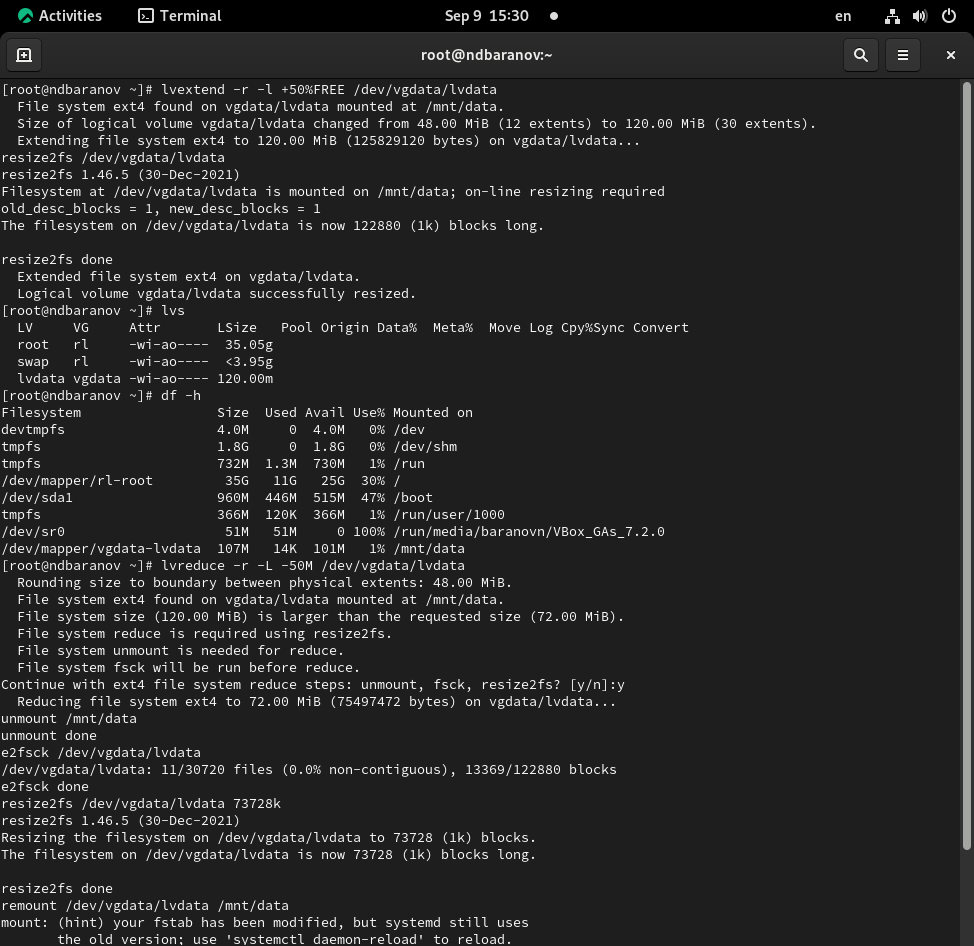 Activities Terminal Sep 9 15:30 en
root@ndbaranov:~
[root@ndbaranov ~]# lvextend -r -l +50%FREE /dev/vgdata/lvdata
  File system ext4 found on vgdata/lvdata mounted at /mnt/data.
  Size of logical volume vgdata/lvdata changed from 48.00 MiB (12 extents) to 120.00 MiB (30 extents).
  Extending file system ext4 to 120.00 MiB (125829120 bytes) on vgdata/lvdata...
resize2fs /dev/vgdata/lvdata
resize2fs 1.46.5 (30-Dec-2021)
Filesystem at /dev/vgdata/lvdata is mounted on /mnt/data; on-line resizing required
old_desc_blocks = 1, new_desc_blocks = 1
The filesystem on /dev/vgdata/lvdata is now 122880 (1k) blocks long.

resize2fs done
  Extended file system ext4 on vgdata/lvdata.
  Logical volume vgdata/lvdata successfully resized.
[root@ndbaranov ~]# lvs
  LV     VG     Attr       LSize   Pool Origin Data%  Meta%  Move Log Cpy%Sync Convert
  root   rl     -wi-ao----  35.05g
  swap   rl     -wi-ao----  <3.95g
  lvdata vgdata -wi-ao---- 120.00m
[root@ndbaranov ~]# df -h
Filesystem                 Size  Used Avail Use% Mounted on
devtmpfs                   4.0M     0  4.0M   0% /dev
tmpfs                      1.8G     0  1.8G   0% /dev/shm
tmpfs                      732M  1.3M  730M   1% /run
/dev/mapper/rl-root         35G   11G   25G  30% /
/dev/sda1                  960M  446M  515M  47% /boot
tmpfs                      366M  120K  366M   1% /run/user/1000
/dev/sr0                    51M   51M     0 100% /run/media/baranovn/VBox_GAs_7.2.0
/dev/mapper/vgdata-lvdata  107M   14K  101M   1% /mnt/data
[root@ndbaranov ~]# lvreduce -r -L -50M /dev/vgdata/lvdata
  Rounding size to boundary between physical extents: 48.00 MiB.
  File system ext4 found on vgdata/lvdata mounted at /mnt/data.
  File system size (120.00 MiB) is larger than the requested size (72.00 MiB).
  File system reduce is required using resize2fs.
  File system unmount is needed for reduce.
  File system fsck will be run before reduce.
Continue with ext4 file system reduce steps: unmount, fsck, resize2fs? [y/n]:y
  Reducing file system ext4 to 72.00 MiB (75497472 bytes) on vgdata/lvdata...
unmount /mnt/data
unmount done
e2fsck /dev/vgdata/lvdata
/dev/vgdata/lvdata: 11/30720 files (0.0% non-contiguous), 13369/122880 blocks
e2fsck done
resize2fs /dev/vgdata/lvdata 73728k
resize2fs 1.46.5 (30-Dec-2021)
Resizing the filesystem on /dev/vgdata/lvdata to 73728 (1k) blocks.
The filesystem on /dev/vgdata/lvdata is now 73728 (1k) blocks long.

resize2fs done
remount /dev/vgdata/lvdata /mnt/data
mount: (hint) your fstab has been modified, but systemd still uses
       the old version; use 'systemctl daemon-reload' to reload.